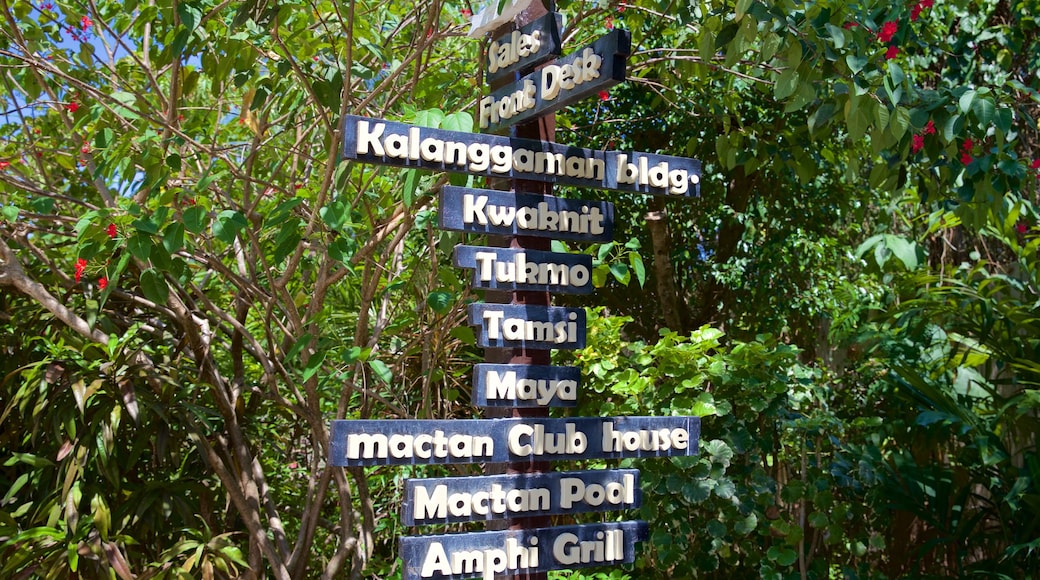 Sales
Front Desk
Kalanggaman bldg.
Kwaknit
Tukmo
Tamsi
Maya
mactan Club house
Mactan Pool
Amphi Grill